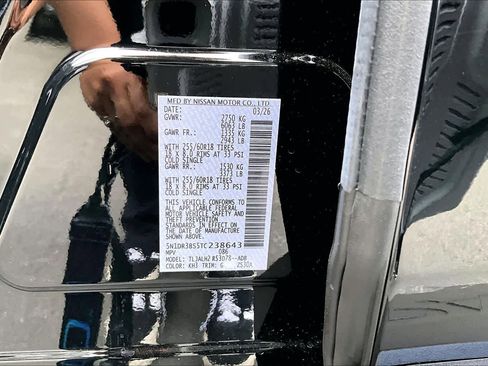 MFD BY NISSAN MOTOR CO., LTD
DATE: 03/26
GVWR: 2750 KG
6063 LB
GAWR FR: 1335 KG
2943 LB
WITH 255/60R18 TIRES
18 X 8.0 RIMS AT 33 PSI
COLD SINGLE
GAWR RR: 1530 KG
3373 LB
WITH 255/60R18 TIRES
18 X 8.0 RIMS AT 33 PSI
COLD SINGLE
THIS VEHICLE CONFORMS TO
ALL APPLICABLE FEDERAL
MOTOR VEHICLE SAFETY AND
THEFT PREVENTION
STANDARDS IN EFFECT ON
THE DATE OF MANUFACTURE
SHOWN ABOVE.
5N1DR3BS5TC238643
MPV 086
MODEL:
COLOR: KH3 TRIM: G